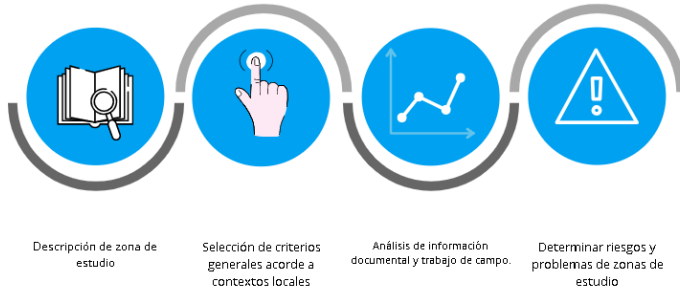 Descripción de zona de
estudio
Selección de criterios
generales acorde a
contextos locales
Análisis de información
documental y trabajo de campo.
Determinar riesgos y
problemas de zonas de
estudio